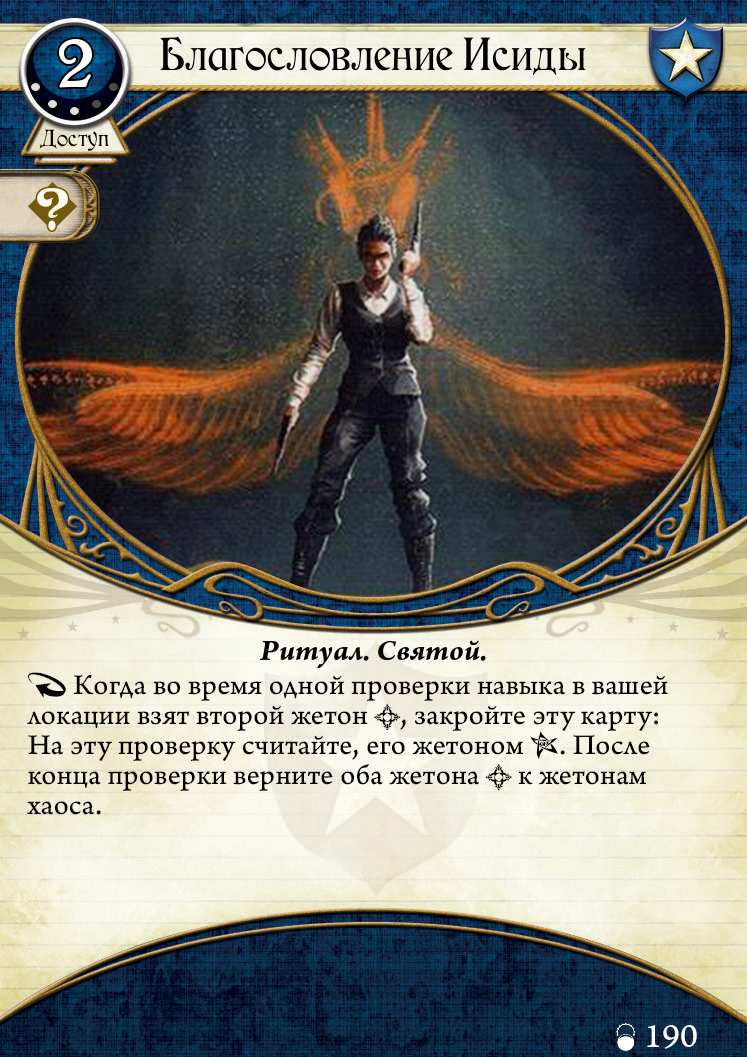 2
Благословление Исиды
Доступ
?
Ритуал. Святой.
Когда во время одной проверки навыка в вашей
локации взят второй жетон , закройте эту карту:
На эту проверку считайте, его жетоном . После
конца проверки верните оба жетона к жетонам
хаоса.
190